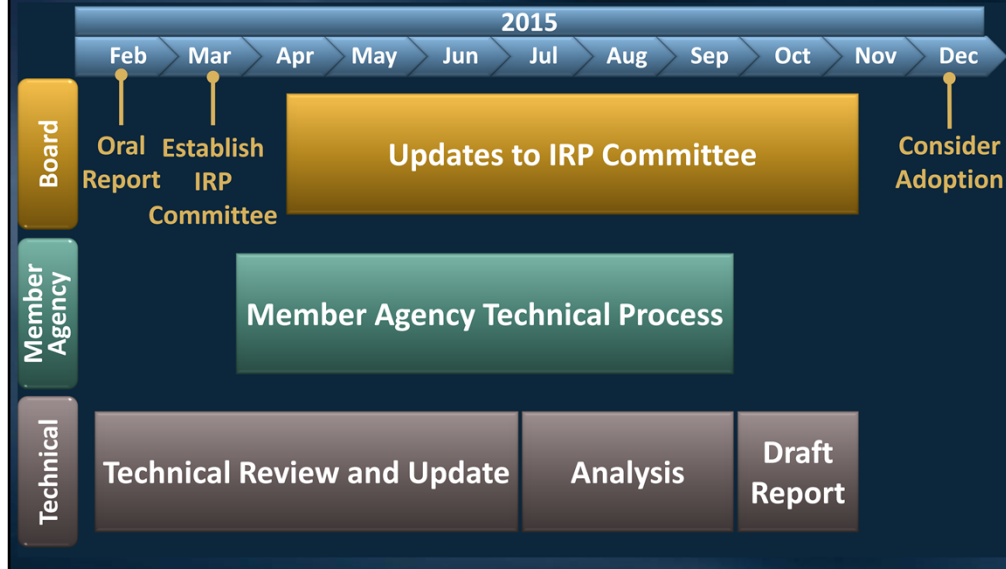 2015
Feb Mar Apr May Jun Jul Aug Sep Oct Nov Dec
Board
Oral
Report
Establish
IRP
Committee
Updates to IRP Committee
Consider
Adoption
Member
Agency
Member Agency Technical Process
Technical
Technical Review and Update
Analysis
Draft
Report